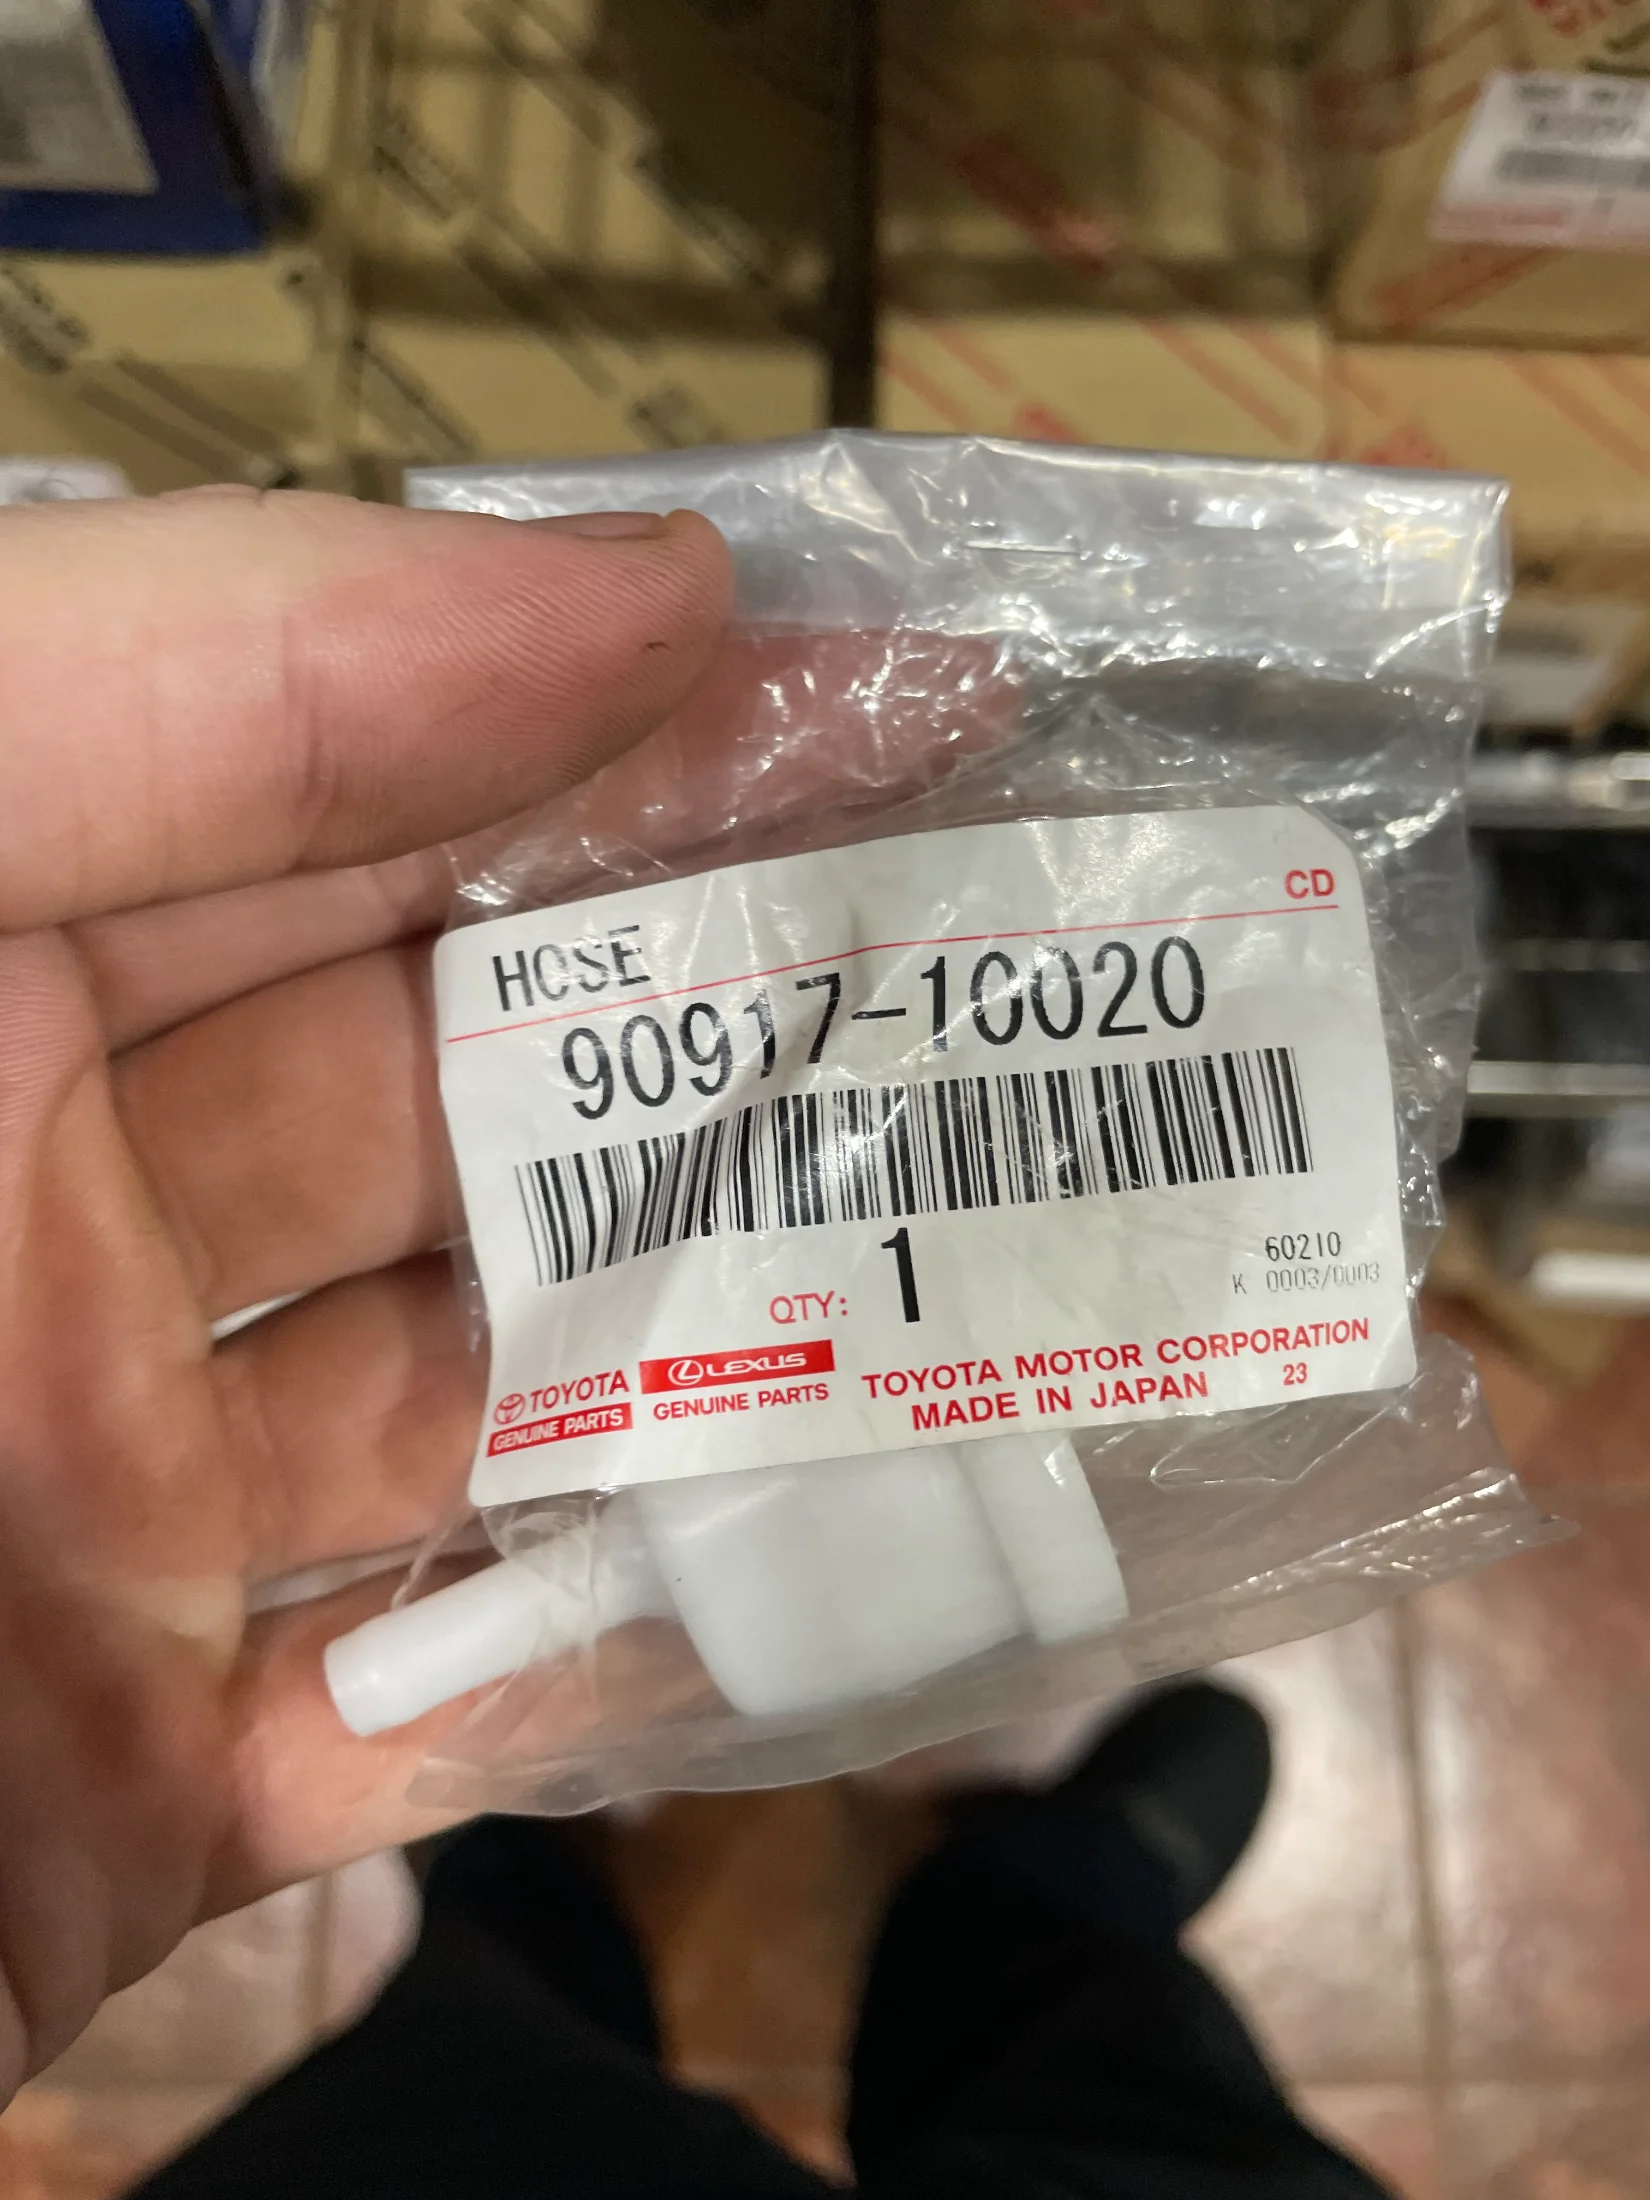 CD
HOSE
90917-10020
QTY: 1
60210
K 0003/0003
TOYOTA
GENUINE PARTS
LEXUS
GENUINE PARTS
TOYOTA MOTOR CORPORATION
MADE IN JAPAN 23